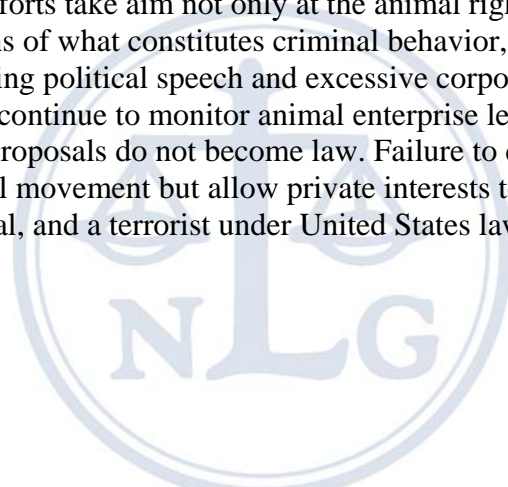 forts take aim not only at the animal righ
ns of what constitutes criminal behavior,
ing political speech and excessive corpo
continue to monitor animal enterprise le
roposals do not become law. Failure to
l movement but allow private interests t
al, and a terrorist under United States law
N L G